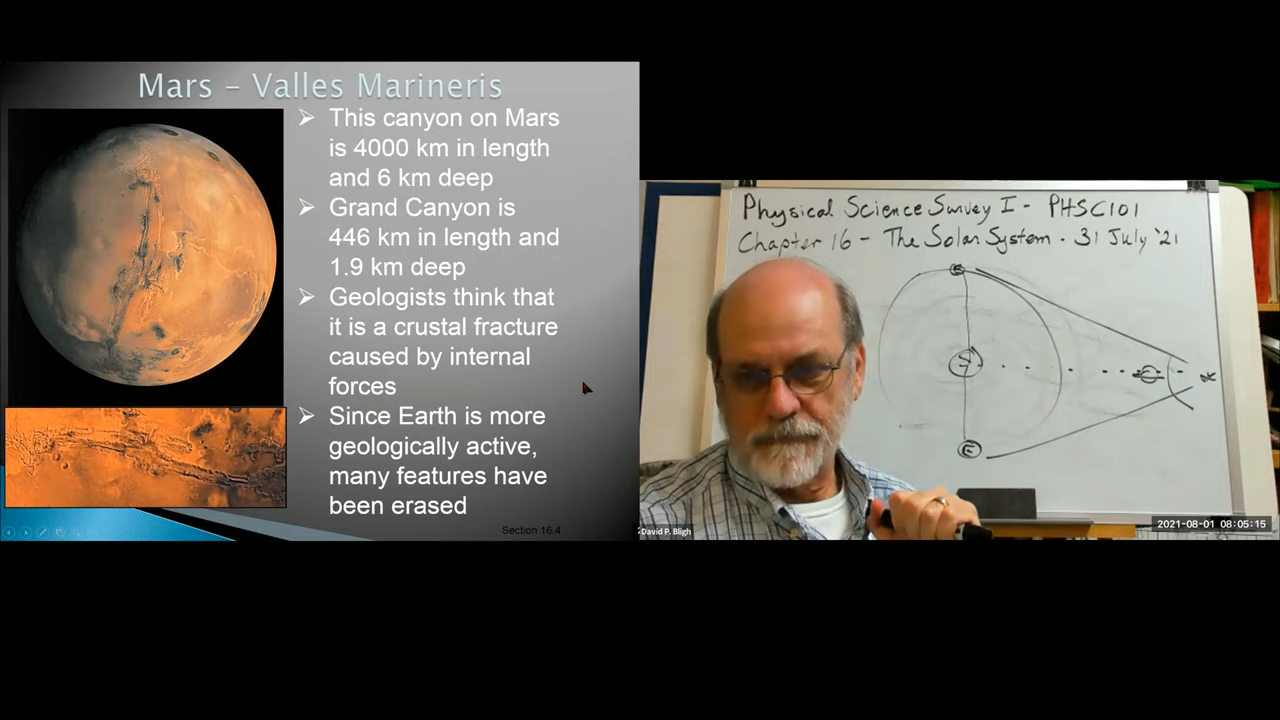 Mars – Valles Marineris
This canyon on Mars
is 4000 km in length
and 6 km deep
Grand Canyon is
446 km in length and
1.9 km deep
Geologists think that
it is a crustal fracture
caused by internal
forces
Since Earth is more
geologically active,
many features have
been erased
Section 16.4
Physical Science Survey I - PHSC101
Chapter 16 - The Solar System - 31 July '21
E
S
E
David P. Bligh
2021-08-01 08:05:15